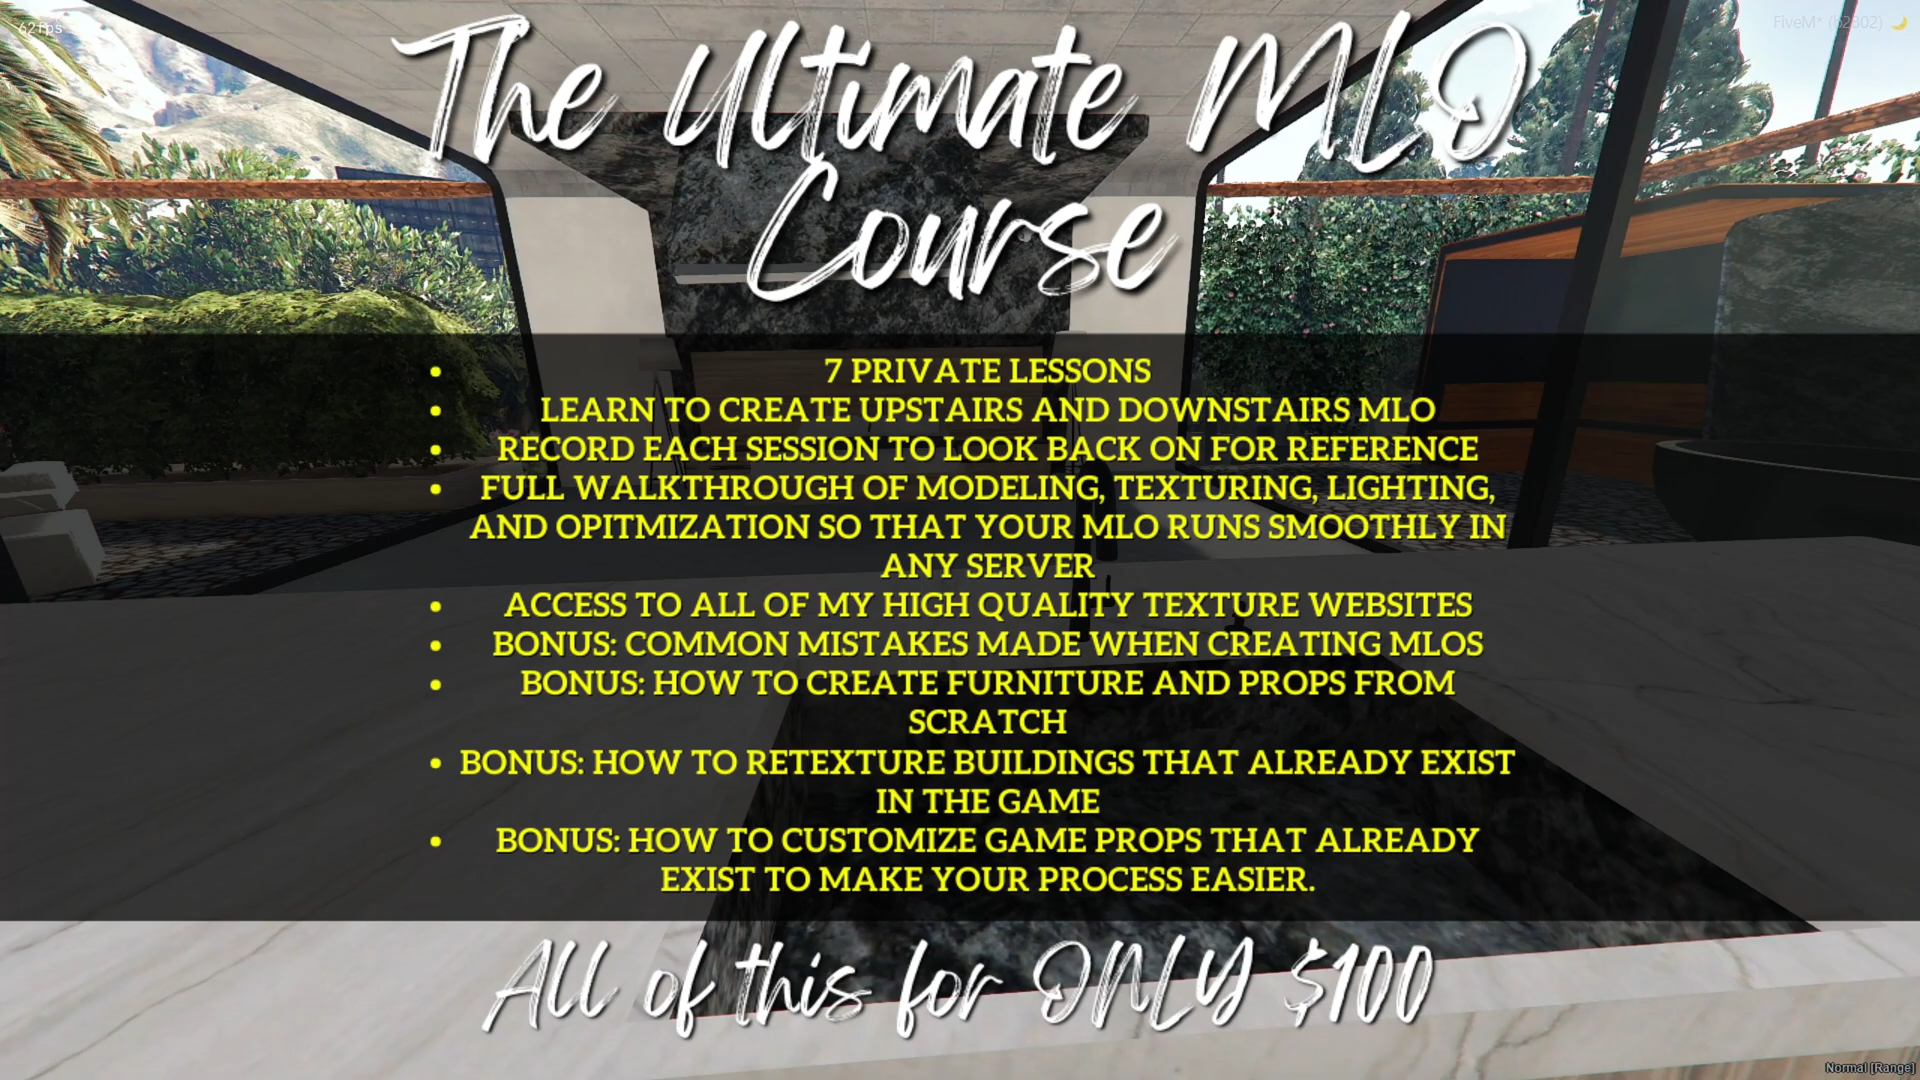 62fps
The Ultimate MLO
Course
• 7 PRIVATE LESSONS
• LEARN TO CREATE UPSTAIRS AND DOWNSTAIRS MLO
• RECORD EACH SESSION TO LOOK BACK ON FOR REFERENCE
• FULL WALKTHROUGH OF MODELING, TEXTURING, LIGHTING,
AND OPITMIZATION SO THAT YOUR MLO RUNS SMOOTHLY IN
ANY SERVER
• ACCESS TO ALL OF MY HIGH QUALITY TEXTURE WEBSITES
• BONUS: COMMON MISTAKES MADE WHEN CREATING MLOS
• BONUS: HOW TO CREATE FURNITURE AND PROPS FROM
SCRATCH
• BONUS: HOW TO RETEXTURE BUILDINGS THAT ALREADY EXIST
IN THE GAME
• BONUS: HOW TO CUSTOMIZE GAME PROPS THAT ALREADY
EXIST TO MAKE YOUR PROCESS EASIER.
All of this for ONLY $100
FiveM*
Normal [Range]